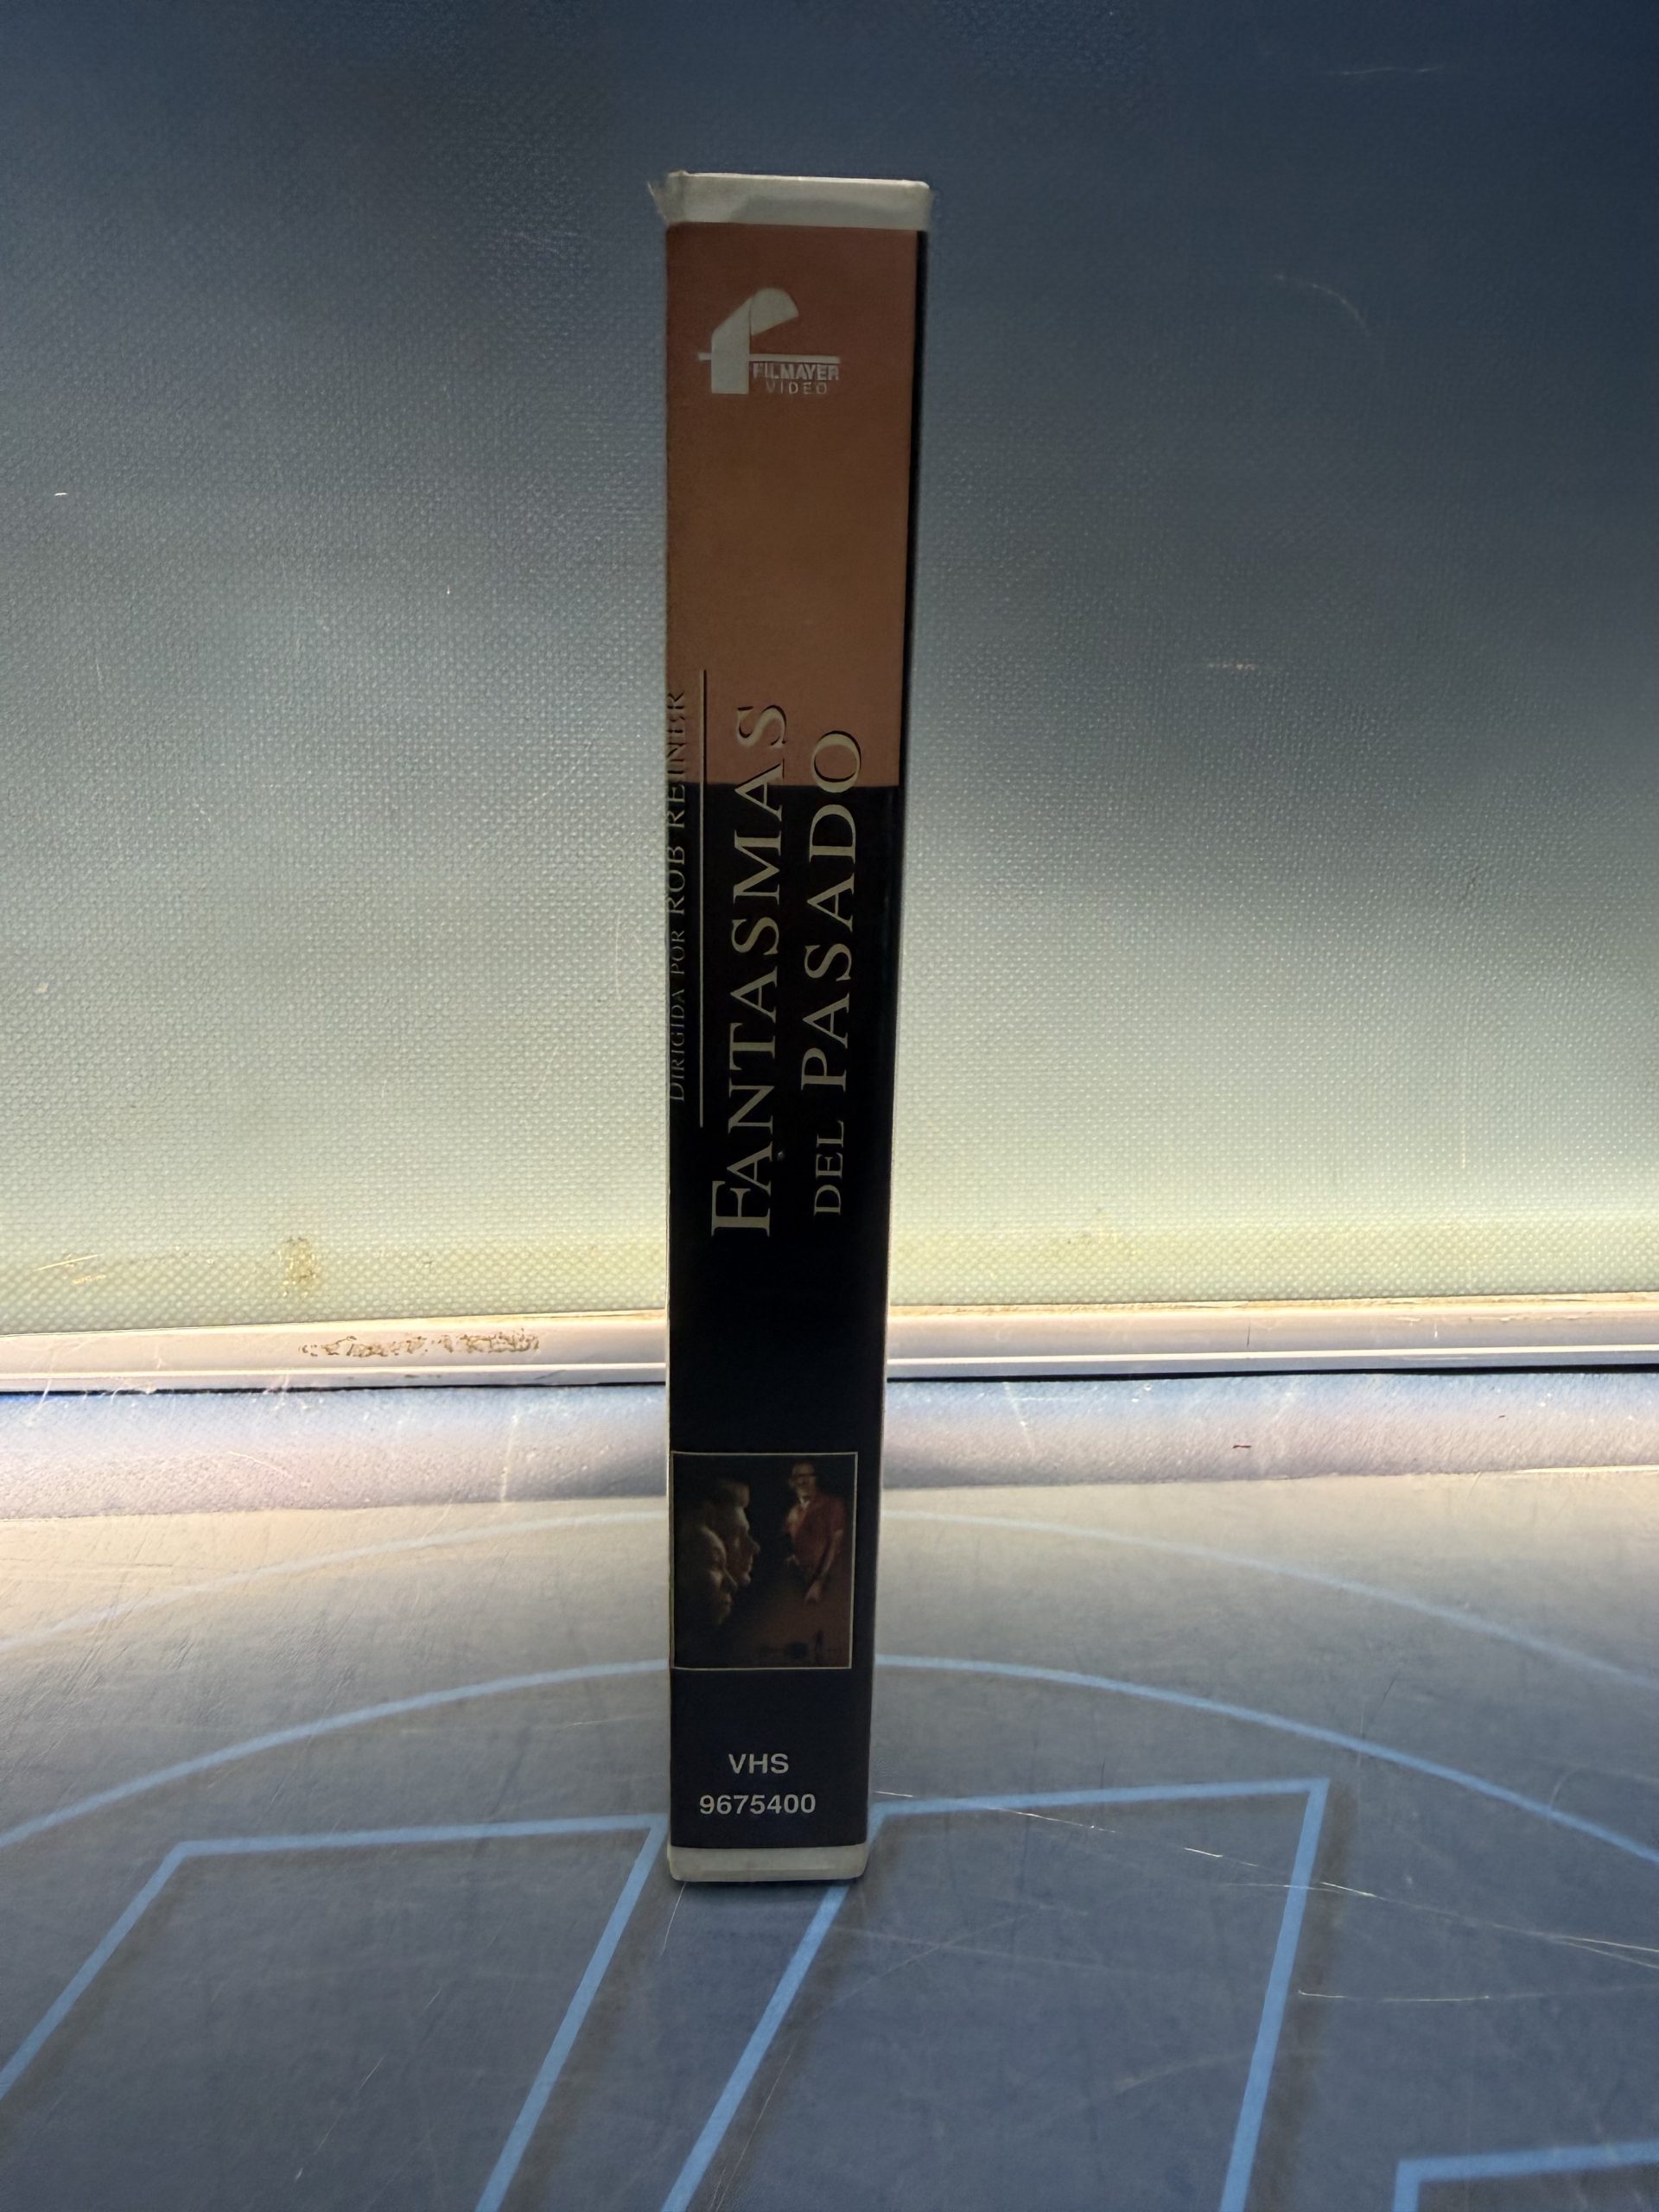 FILMAYER
VIDEO
DIRIGIDA POR ROB REINER
FANTASMAS
DEL PASADO
VHS
9675400